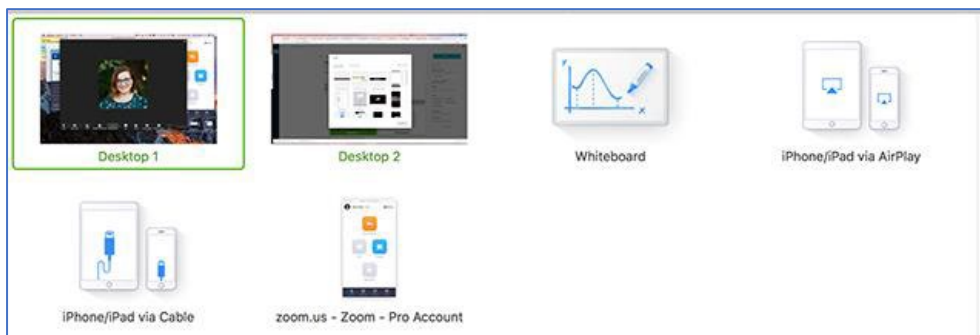 Desktop 1
Desktop 2
Whiteboard
iPhone/iPad via AirPlay
iPhone/iPad via Cable
zoom.us - Zoom - Pro Account